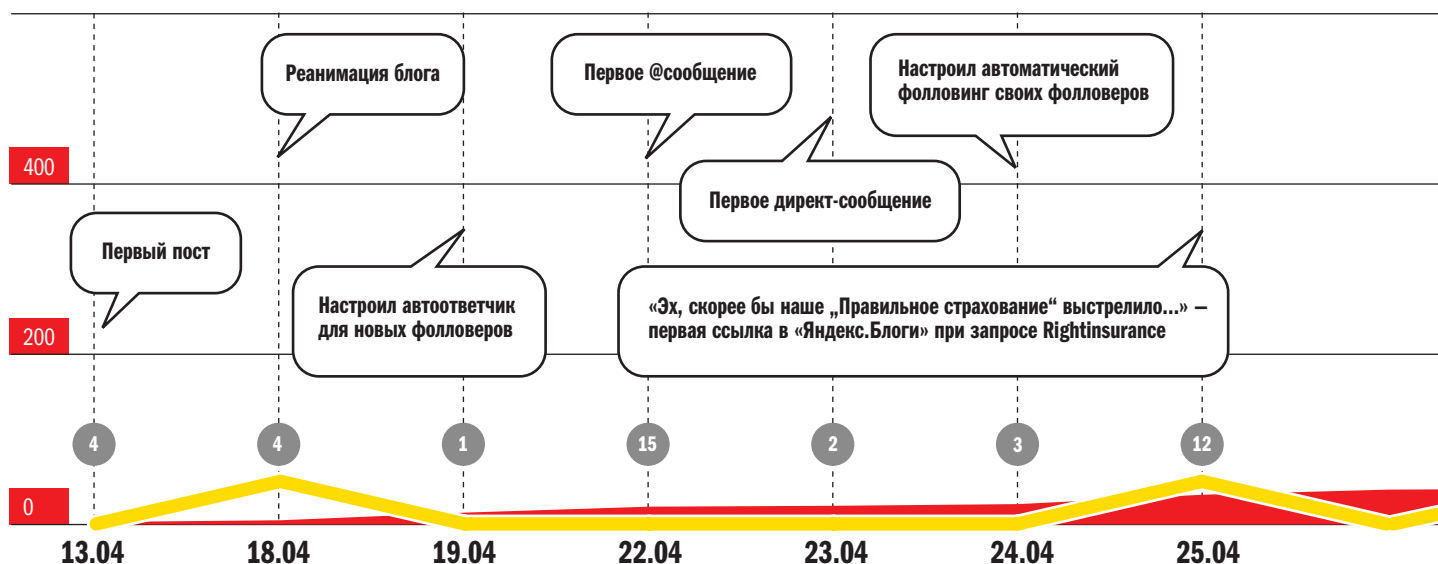 Реанимация блога
Первое @сообщение
Настроил автоматический
фолловинг своих фолловеров
400
Первое директ-сообщение
Первый пост
Настроил автоответчик
для новых фолловеров
«Эх, скорее бы наше „Правильное страхование“ выстрелило...» —
первая ссылка в «Яндекс.Блоги» при запросе Rightinsurance
200
4 4 1 15 2 3 12
0
13.04 18.04 19.04 22.04 23.04 24.04 25.04